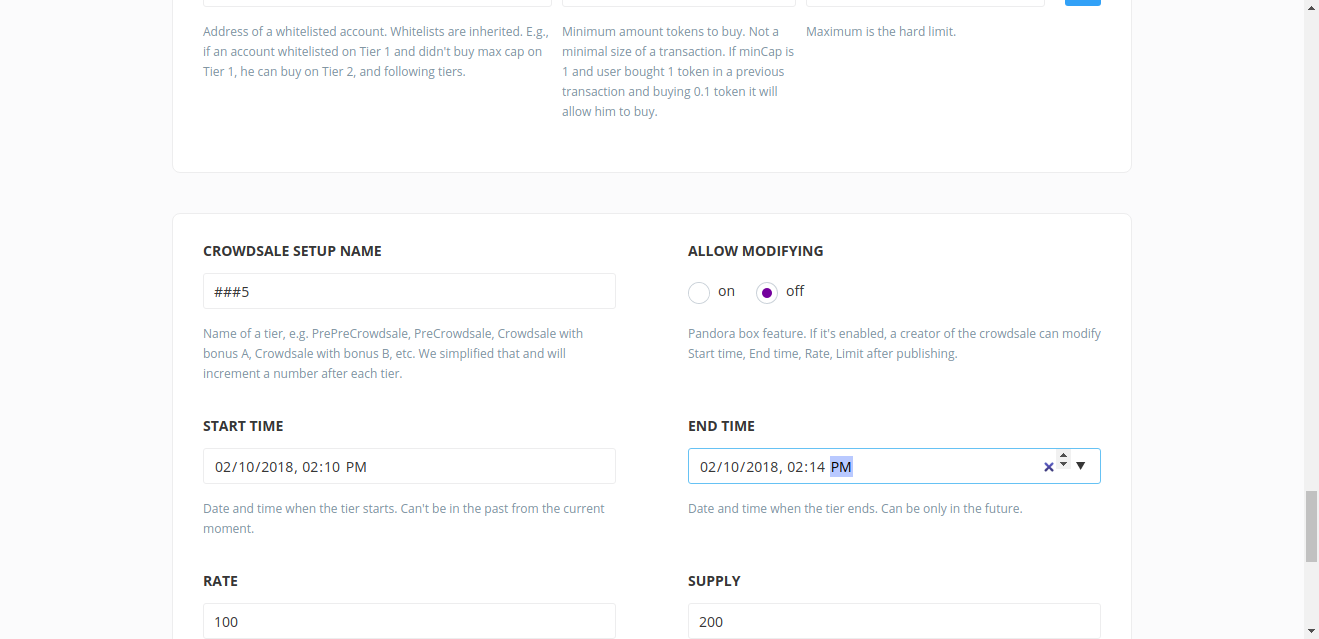 Address of a whitelisted account. Whitelists are inherited. E.g.,
if an account whitelisted on Tier 1 and didn't buy max cap on
Tier 1, he can buy on Tier 2, and following tiers.
Minimum amount tokens to buy. Not a
minimal size of a transaction. If minCap is
1 and user bought 1 token in a previous
transaction and buying 0.1 token it will
allow him to buy.
Maximum is the hard limit.
CROWDSALE SETUP NAME
###5
Name of a tier, e.g. PrePreCrowdsale, PreCrowdsale, Crowdsale with
bonus A, Crowdsale with bonus B, etc. We simplified that and will
increment a number after each tier.
ALLOW MODIFYING
on off
Pandora box feature. If it's enabled, a creator of the crowdsale can modify
Start time, End time, Rate, Limit after publishing.
START TIME
02/10/2018, 02:10 PM
Date and time when the tier starts. Can't be in the past from the current
moment.
END TIME
02/10/2018, 02:14 PM
Date and time when the tier ends. Can be only in the future.
RATE
100
SUPPLY
200